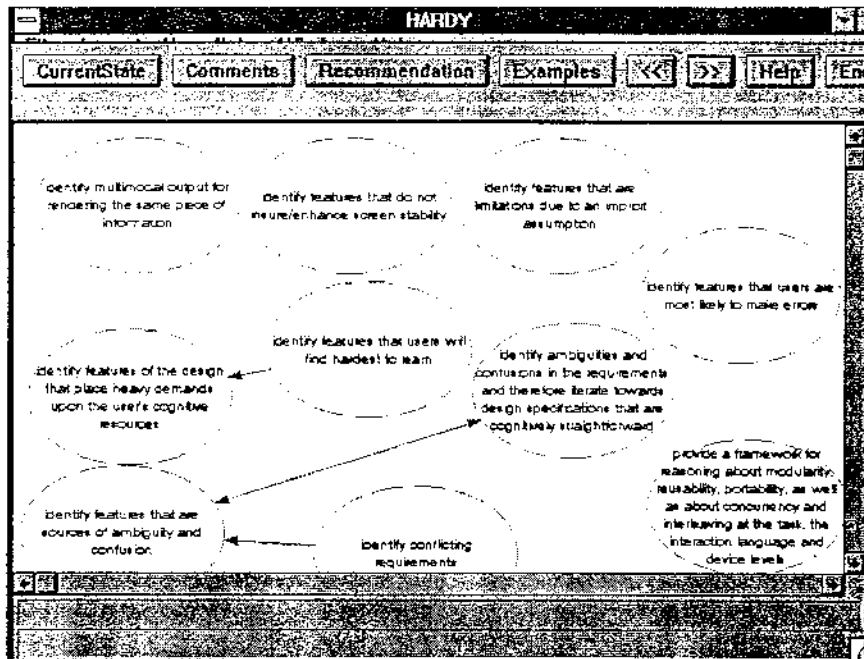 HARDY
CurrentState Comments Recommendation Examples << >> Help En
identify multimocal output for
rendering the same piece of
information
identify features that do not
insure/enhance screen stability
identify features that are
limitations due to an implicit
assumption
identify features that users are
most likely to make errors
identify features that users will
find hardest to learn
identify features of the design
that place heavy demands
upon the user's cognitive
resources
identify ambiguities and
confusions in the requirements
and therefore iterate towards
design specifications that are
cognitively straightforward
provide a framework for
reasoning about modularity,
reusability, portability, as well
as about concurrency and
interleaving at the task, the
interaction language and
device levels
identify features that are
sources of ambiguity and
confusion
identify conflicting
requirements